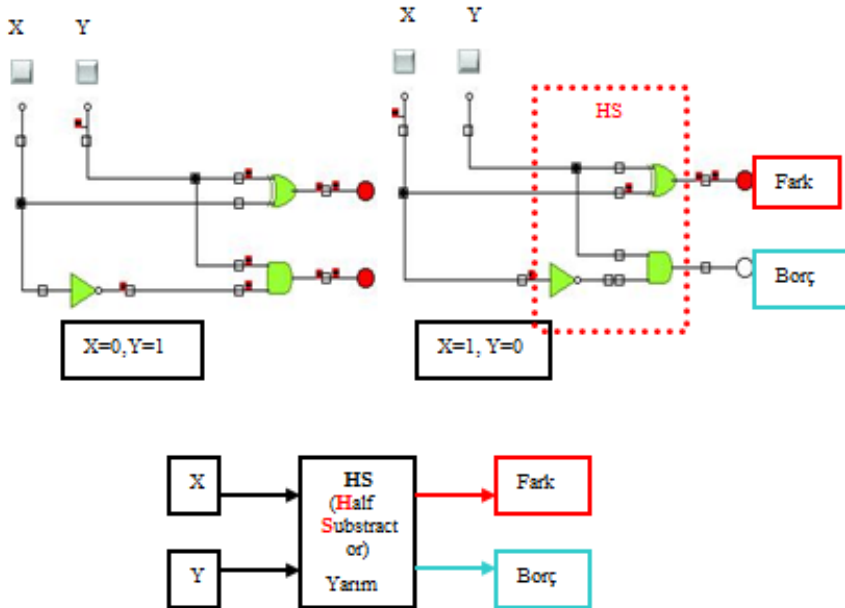 X Y
X Y
HS
Fark
Borç
X=0,Y=1
X=1, Y=0
X
HS
(Half
Substract
or)
Yarım
Fark
Y
Borç